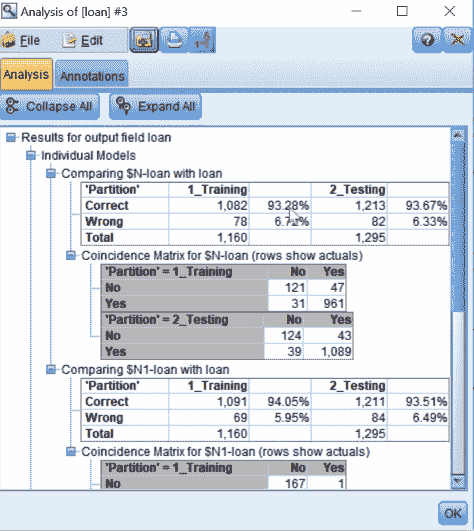 Analysis of [loan] #3
File Edit
Analysis Annotations
Collapse All Expand All
Results for output field loan
Individual Models
Comparing $N-loan with loan
'Partition' 1_Training 2_Testing
Correct 1,082 93.28% 1,213 93.67%
Wrong 78 6.72% 82 6.33%
Total 1,160 1,295
Coincidence Matrix for $N-loan (rows show actuals)
'Partition' = 1_Training No Yes
No 121 47
Yes 31 961
'Partition' = 2_Testing No Yes
No 124 43
Yes 39 1,089
Comparing $N1-loan with loan
'Partition' 1_Training 2_Testing
Correct 1,091 94.05% 1,211 93.51%
Wrong 69 5.95% 84 6.49%
Total 1,160 1,295
Coincidence Matrix for $N1-loan (rows show actuals)
'Partition' = 1_Training No Yes
No 167 1
OK